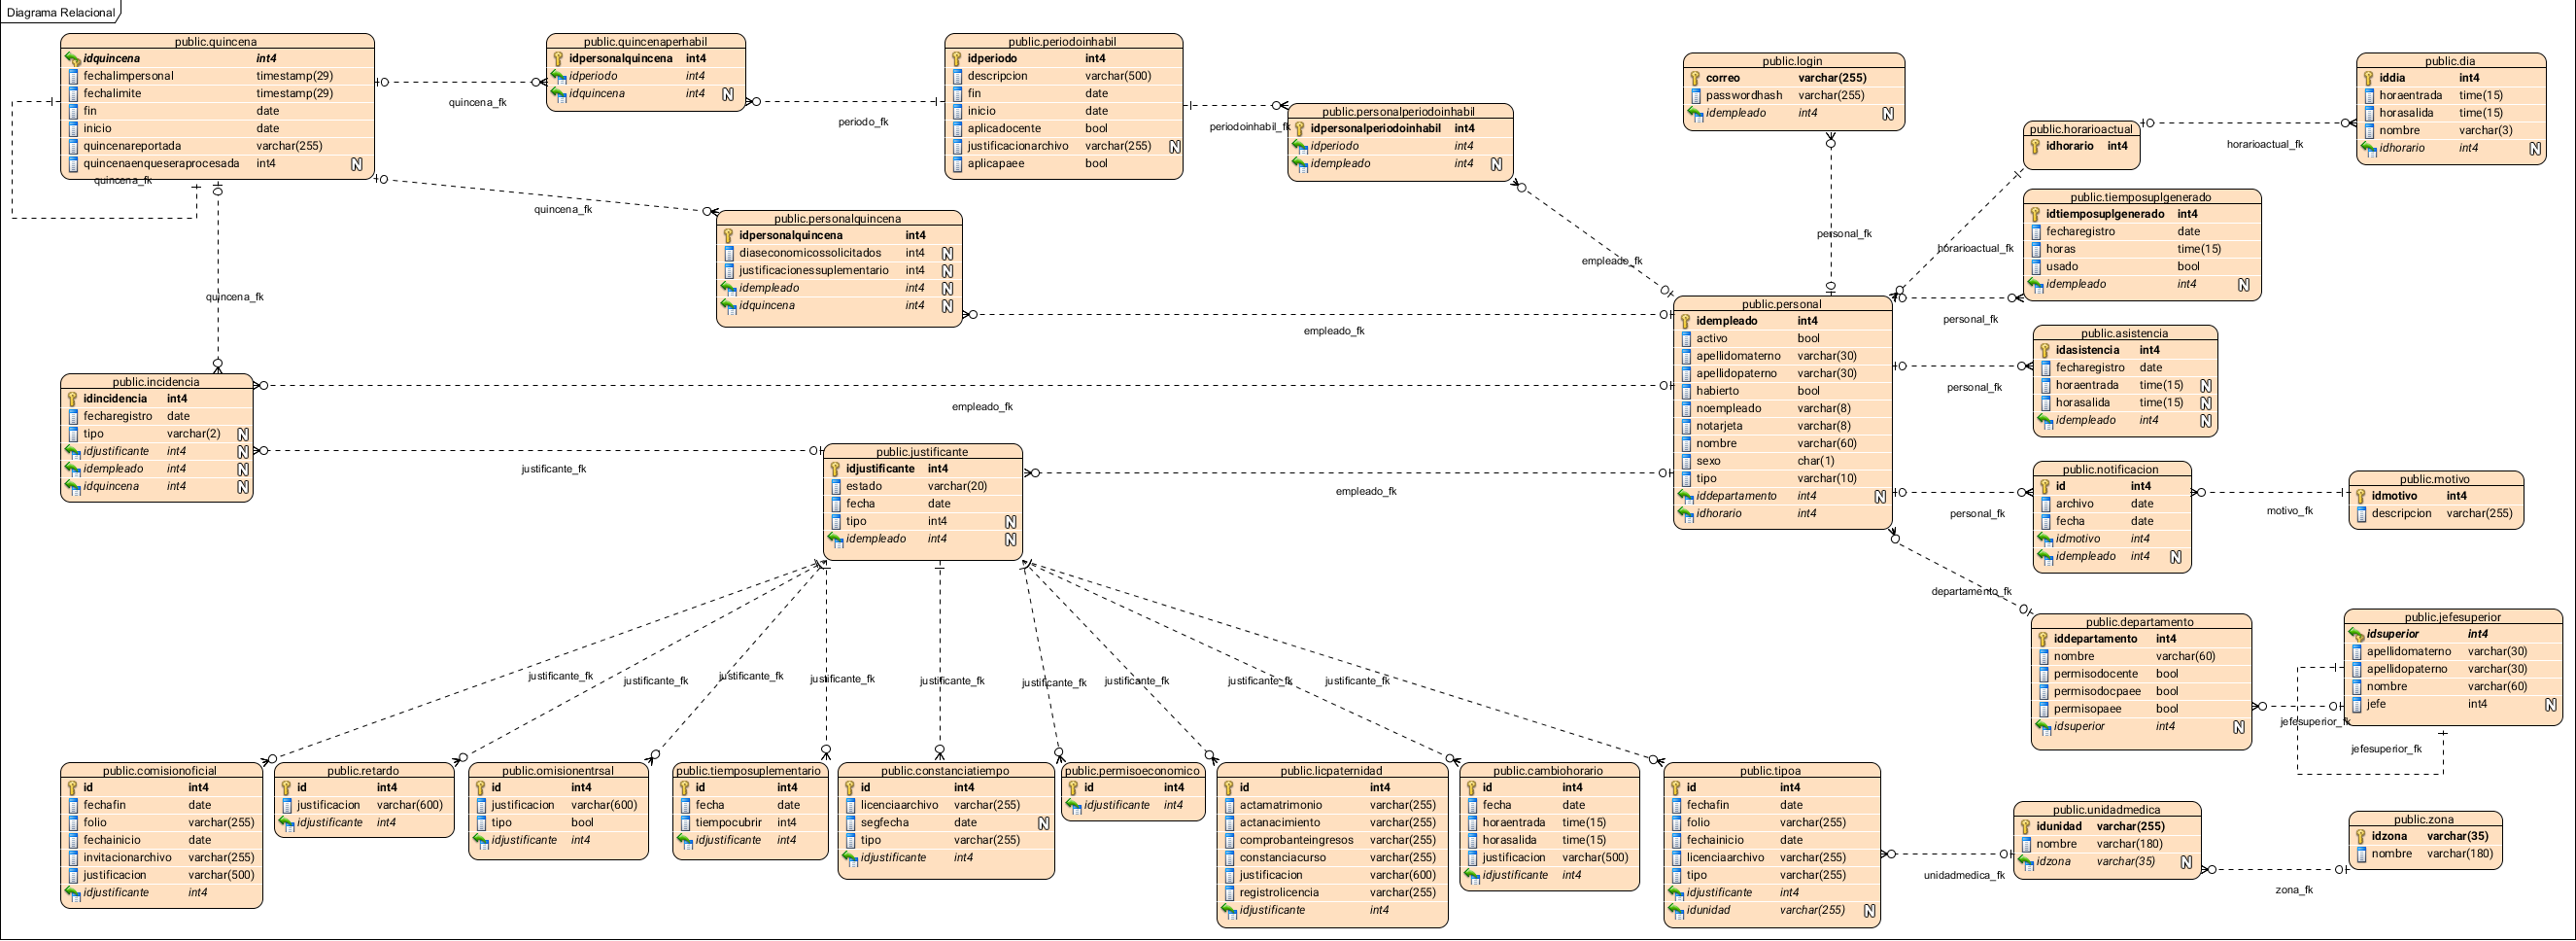 Diagrama Relacional
public.quincena
idquincena int4
fechalimpersonal timestamp(29)
fechalimite timestamp(29)
fin date
inicio date
quincenareportada varchar(255)
quincenaenqueseraprocesada int4 N
quincena_fk
quincena_fk
public.quincenaperhabil
idpersonalquincena int4
idperiodo int4
idquincena int4 N
periodo_fk
public.periodoinhabil
idperiodo int4
descripcion varchar(500)
fin date
inicio date
aplicadocente bool
justificacionarchivo varchar(255) N
aplicapaee bool
periodoinhabil_fk
public.personalperiodoinhabil
idpersonalperiodoinhabil int4
idperiodo int4
idempleado int4 N
empleado_fk
public.login
correo varchar(255)
passwordhash varchar(255)
idempleado int4 N
personal_fk
public.horarioactual
idhorario int4
horarioactual_fk
public.dia
iddia int4
horaentrada time(15)
horasalida time(15)
nombre varchar(3)
idhorario int4 N
horarioactual_fk
public.tiemposuplgenerado
idtiemposuplgenerado int4
fecharegistro date
horas time(15)
usado bool
idempleado int4 N
personal_fk
quincena_fk
public.personalquincena
idpersonalquincena int4
diaseconomicossolicitados int4 N
justificacionessuplementario int4 N
idempleado int4 N
idquincena int4 N
empleado_fk
quincena_fk
public.personal
idempleado int4
activo bool
apellidomaterno varchar(30)
apellidopaterno varchar(30)
habierto bool
noempleado varchar(8)
notarjeta varchar(8)
nombre varchar(60)
sexo char(1)
tipo varchar(10)
iddepartamento int4 N
idhorario int4
public.asistencia
idasistencia int4
fecharegistro date
horaentrada time(15) N
horasalida time(15) N
idempleado int4 N
personal_fk
public.incidencia
idincidencia int4
fecharegistro date
tipo varchar(2) N
idjustificante int4 N
idempleado int4 N
idquincena int4 N
empleado_fk
justificante_fk
public.justificante
idjustificante int4
estado varchar(20)
fecha date
tipo int4 N
idempleado int4 N
empleado_fk
public.notificacion
id int4
archivo date
fecha date
idmotivo int4
idempleado int4 N
personal_fk
motivo_fk
public.motivo
idmotivo int4
descripcion varchar(255)
departamento_fk
public.departamento
iddepartamento int4
nombre varchar(60)
permisodocente bool
permisodocpaee bool
permisopaee bool
idsuperior int4 N
public.jefesuperior
idsuperior int4
apellidomaterno varchar(30)
apellidopaterno varchar(30)
nombre varchar(60)
jefe int4 N
jefesuperior_fk
jefesuperior_fk
justificante_fk
justificante_fk
justificante_fk
justificante_fk
justificante_fk
justificante_fk
justificante_fk
justificante_fk
justificante_fk
public.comisionoficial
id int4
fechafin date
folio varchar(255)
fechainicio date
invitacionarchivo varchar(255)
justificacion varchar(500)
idjustificante int4
public.retardo
id int4
justificacion varchar(600)
idjustificante int4
public.omisionentrsal
id int4
justificacion varchar(600)
tipo bool
idjustificante int4
public.tiemposuplementario
id int4
fecha date
tiempocubrir int4
idjustificante int4
public.constanciatiempo
id int4
licenciaarchivo varchar(255)
segfecha date N
tipo varchar(255)
idjustificante int4
public.permisoeconomico
id int4
idjustificante int4
public.licpaternidad
id int4
actamatrimonio varchar(255)
actanacimiento varchar(255)
comprobanteingresos varchar(255)
constanciacurso varchar(255)
justificacion varchar(600)
registrolicencia varchar(255)
idjustificante int4
public.cambiohorario
id int4
fecha date
horaentrada time(15)
horasalida time(15)
justificacion varchar(500)
idjustificante int4
public.tipoa
id int4
fechafin date
folio varchar(255)
fechainicio date
licenciaarchivo varchar(255)
tipo varchar(255)
idjustificante int4
idunidad varchar(255) N
unidadmedica_fk
public.unidadmedica
idunidad varchar(255)
nombre varchar(180)
idzona varchar(35) N
zona_fk
public.zona
idzona varchar(35)
nombre varchar(180)